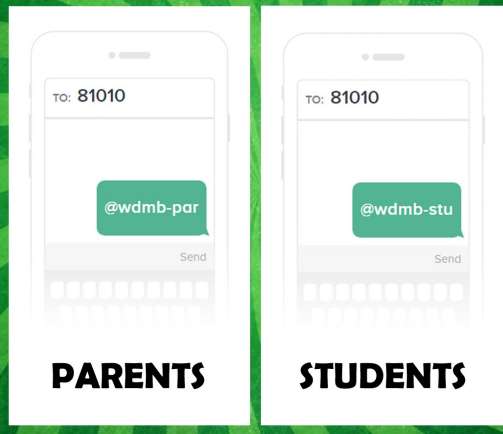 TO: 81010
@wdmb-par
Send
PARENTS
TO: 81010
@wdmb-stu
Send
STUDENTS